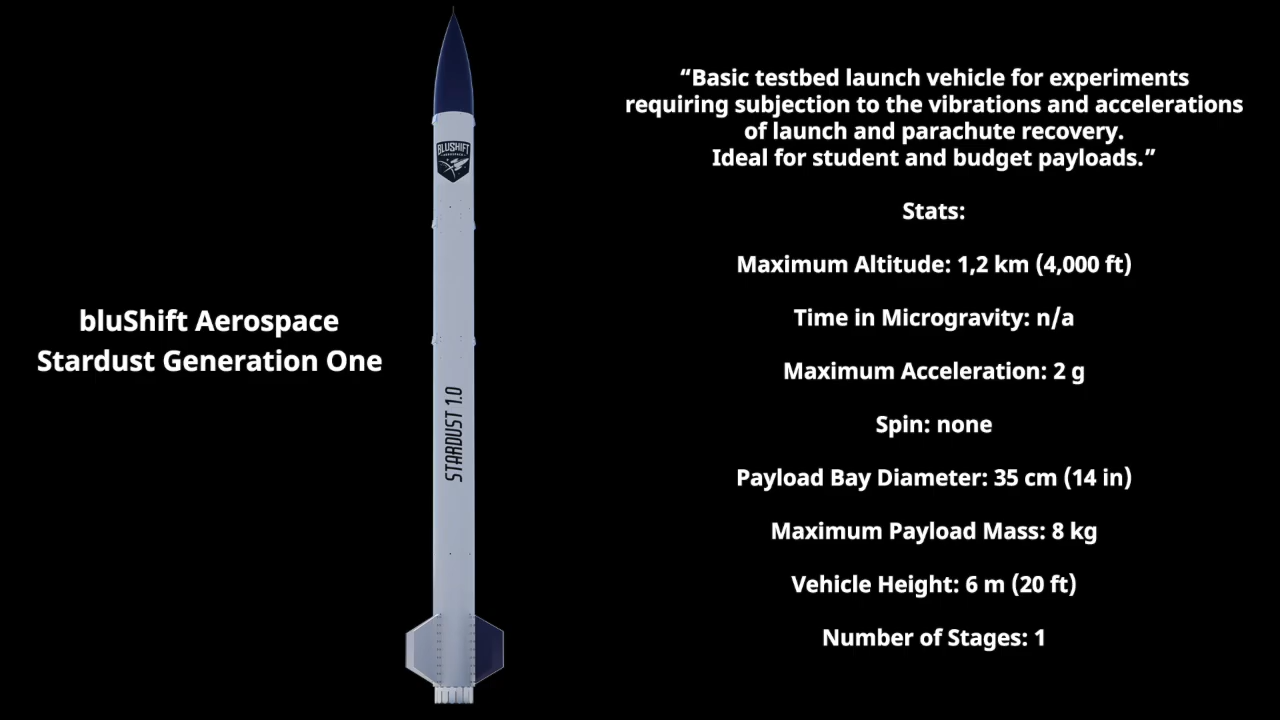 bluShift Aerospace
Stardust Generation One
BLUSHIFT
AEROSPACE
STARDUST 1.0
“Basic testbed launch vehicle for experiments
requiring subjection to the vibrations and accelerations
of launch and parachute recovery.
Ideal for student and budget payloads.”
Stats:
Maximum Altitude: 1,2 km (4,000 ft)
Time in Microgravity: n/a
Maximum Acceleration: 2 g
Spin: none
Payload Bay Diameter: 35 cm (14 in)
Maximum Payload Mass: 8 kg
Vehicle Height: 6 m (20 ft)
Number of Stages: 1